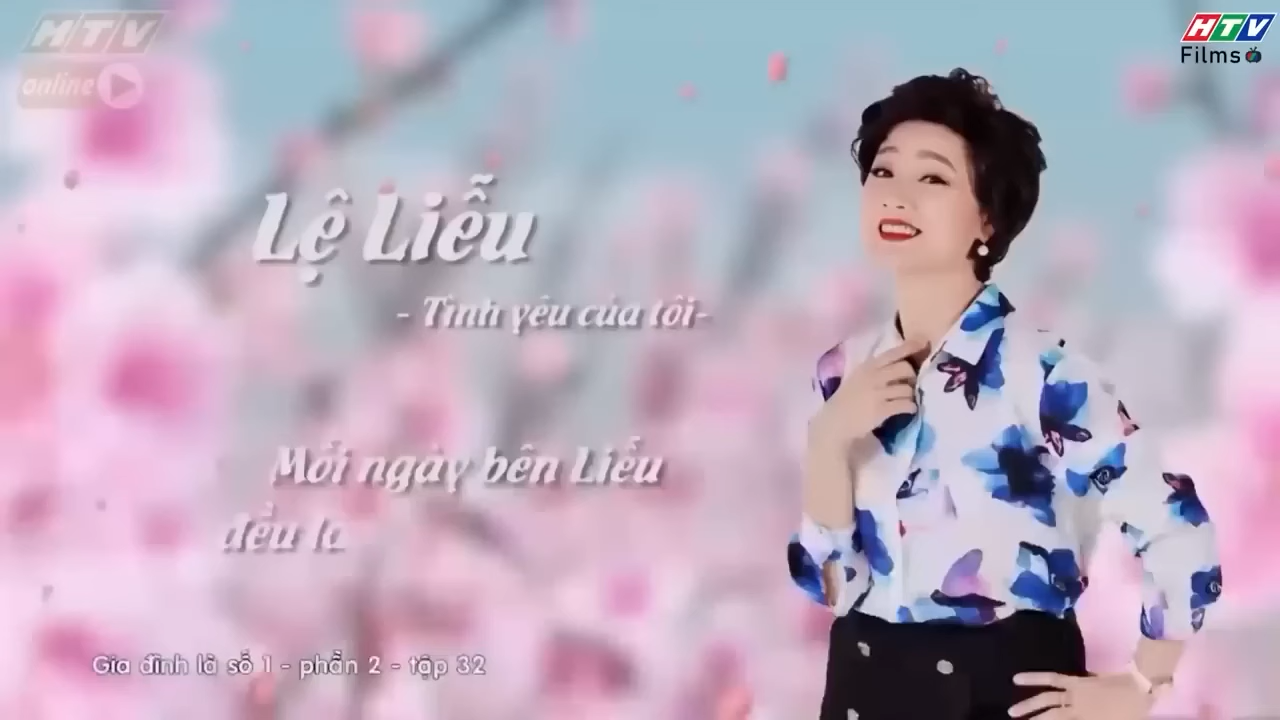 HTV
online
HTV
Films
Lệ Liễu
- Tình yêu của tôi-
Mỗi ngày bên Liễu
đều là
Gia đình là số 1 - phần 2 - tập 32